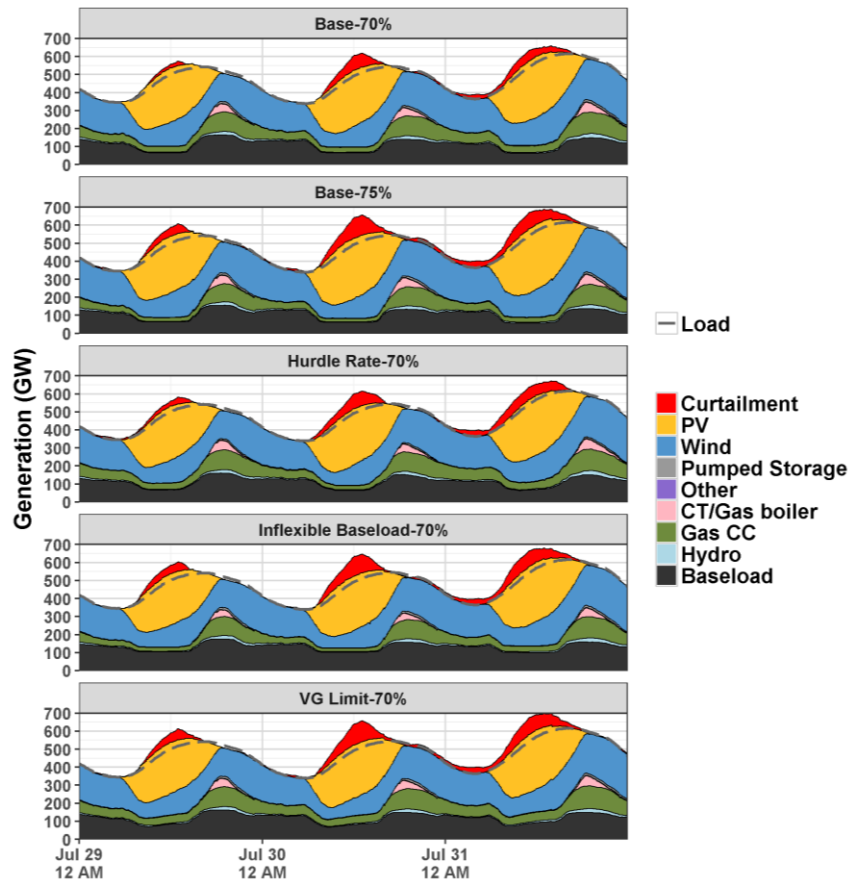 Base-70%
700
600
500
400
300
200
100
0
Base-75%
700
600
500
400
300
200
100
0
Hurdle Rate-70%
700
600
500
400
300
200
100
0
Inflexible Baseload-70%
700
600
500
400
300
200
100
0
VG Limit-70%
700
600
500
400
300
200
100
0
Generation (GW)
Jul 29 Jul 30 Jul 31
12 AM 12 AM 12 AM
Load
Curtailment
PV
Wind
Pumped Storage
Other
CT/Gas boiler
Gas CC
Hydro
Baseload